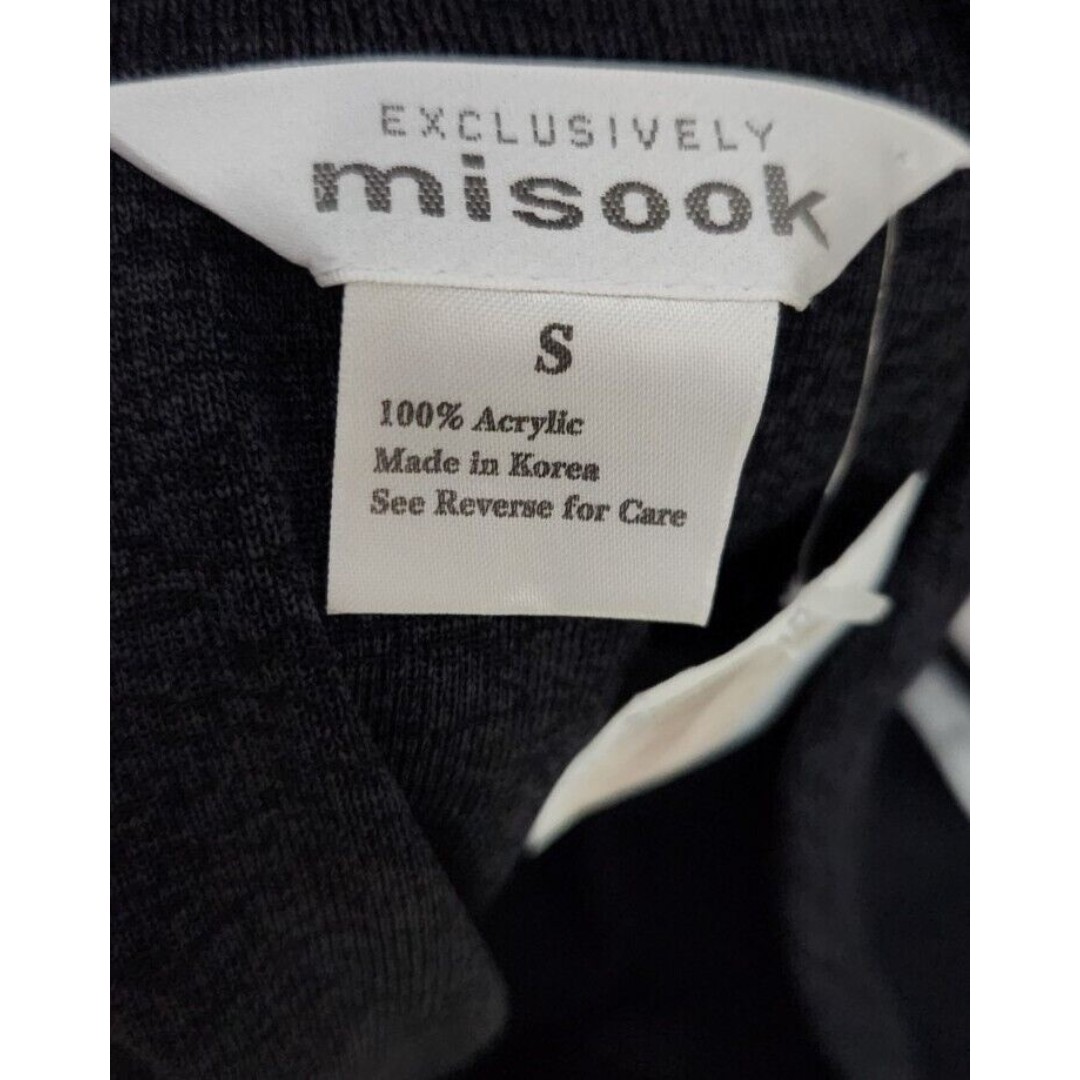 EXCLUSIVELY
misook
S
100% Acrylic
Made in Korea
See Reverse for Care